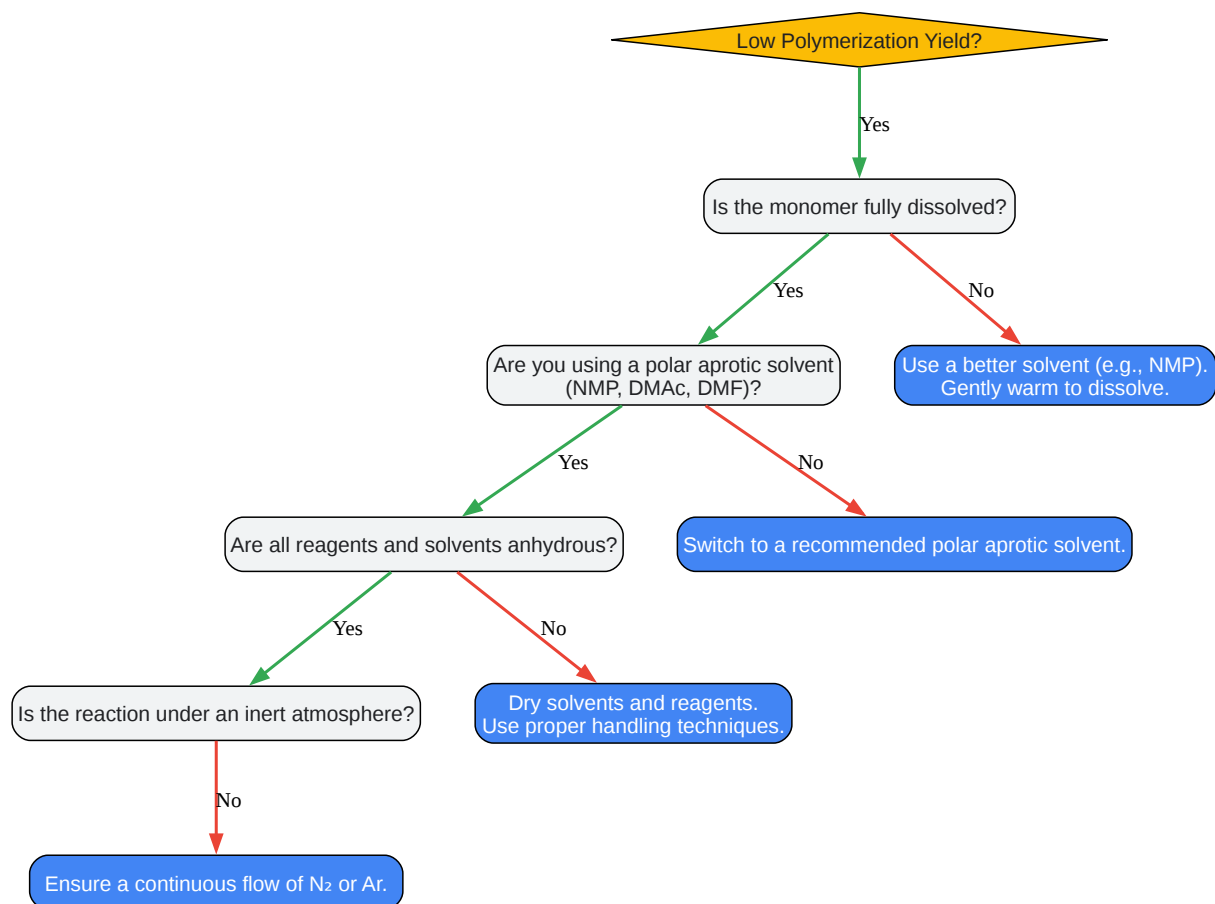 Low Polymerization Yield?
Yes
Is the monomer fully dissolved?
Yes
No
Are you using a polar aprotic solvent
(NMP, DMAc, DMF)?
Use a better solvent (e.g., NMP).
Gently warm to dissolve.
Yes
No
Are all reagents and solvents anhydrous?
Switch to a recommended polar aprotic solvent.
Yes
No
Is the reaction under an inert atmosphere?
Dry solvents and reagents.
Use proper handling techniques.
No
Ensure a continuous flow of N₂ or Ar.